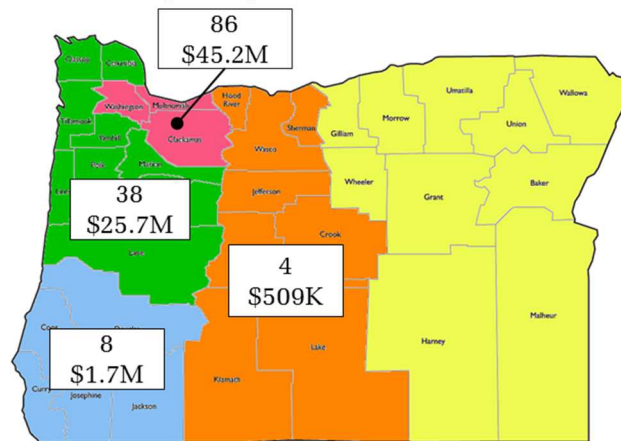 86
$45.2M
Clatsop
Columbia
Washington
Multnomah
Hood
River
Umatilla
Wallowa
Tillamook
Yamhill
Clackamas
Sherman
Gilliam
Morrow
Union
Wasco
Polk
Marion
Jefferson
Wheeler
Grant
Baker
38
$25.7M
Lane
Crook
4
$509K
Malheur
Coos
Douglas
8
$1.7M
Lake
Harney
Curry
Josephine
Jackson
Klamath